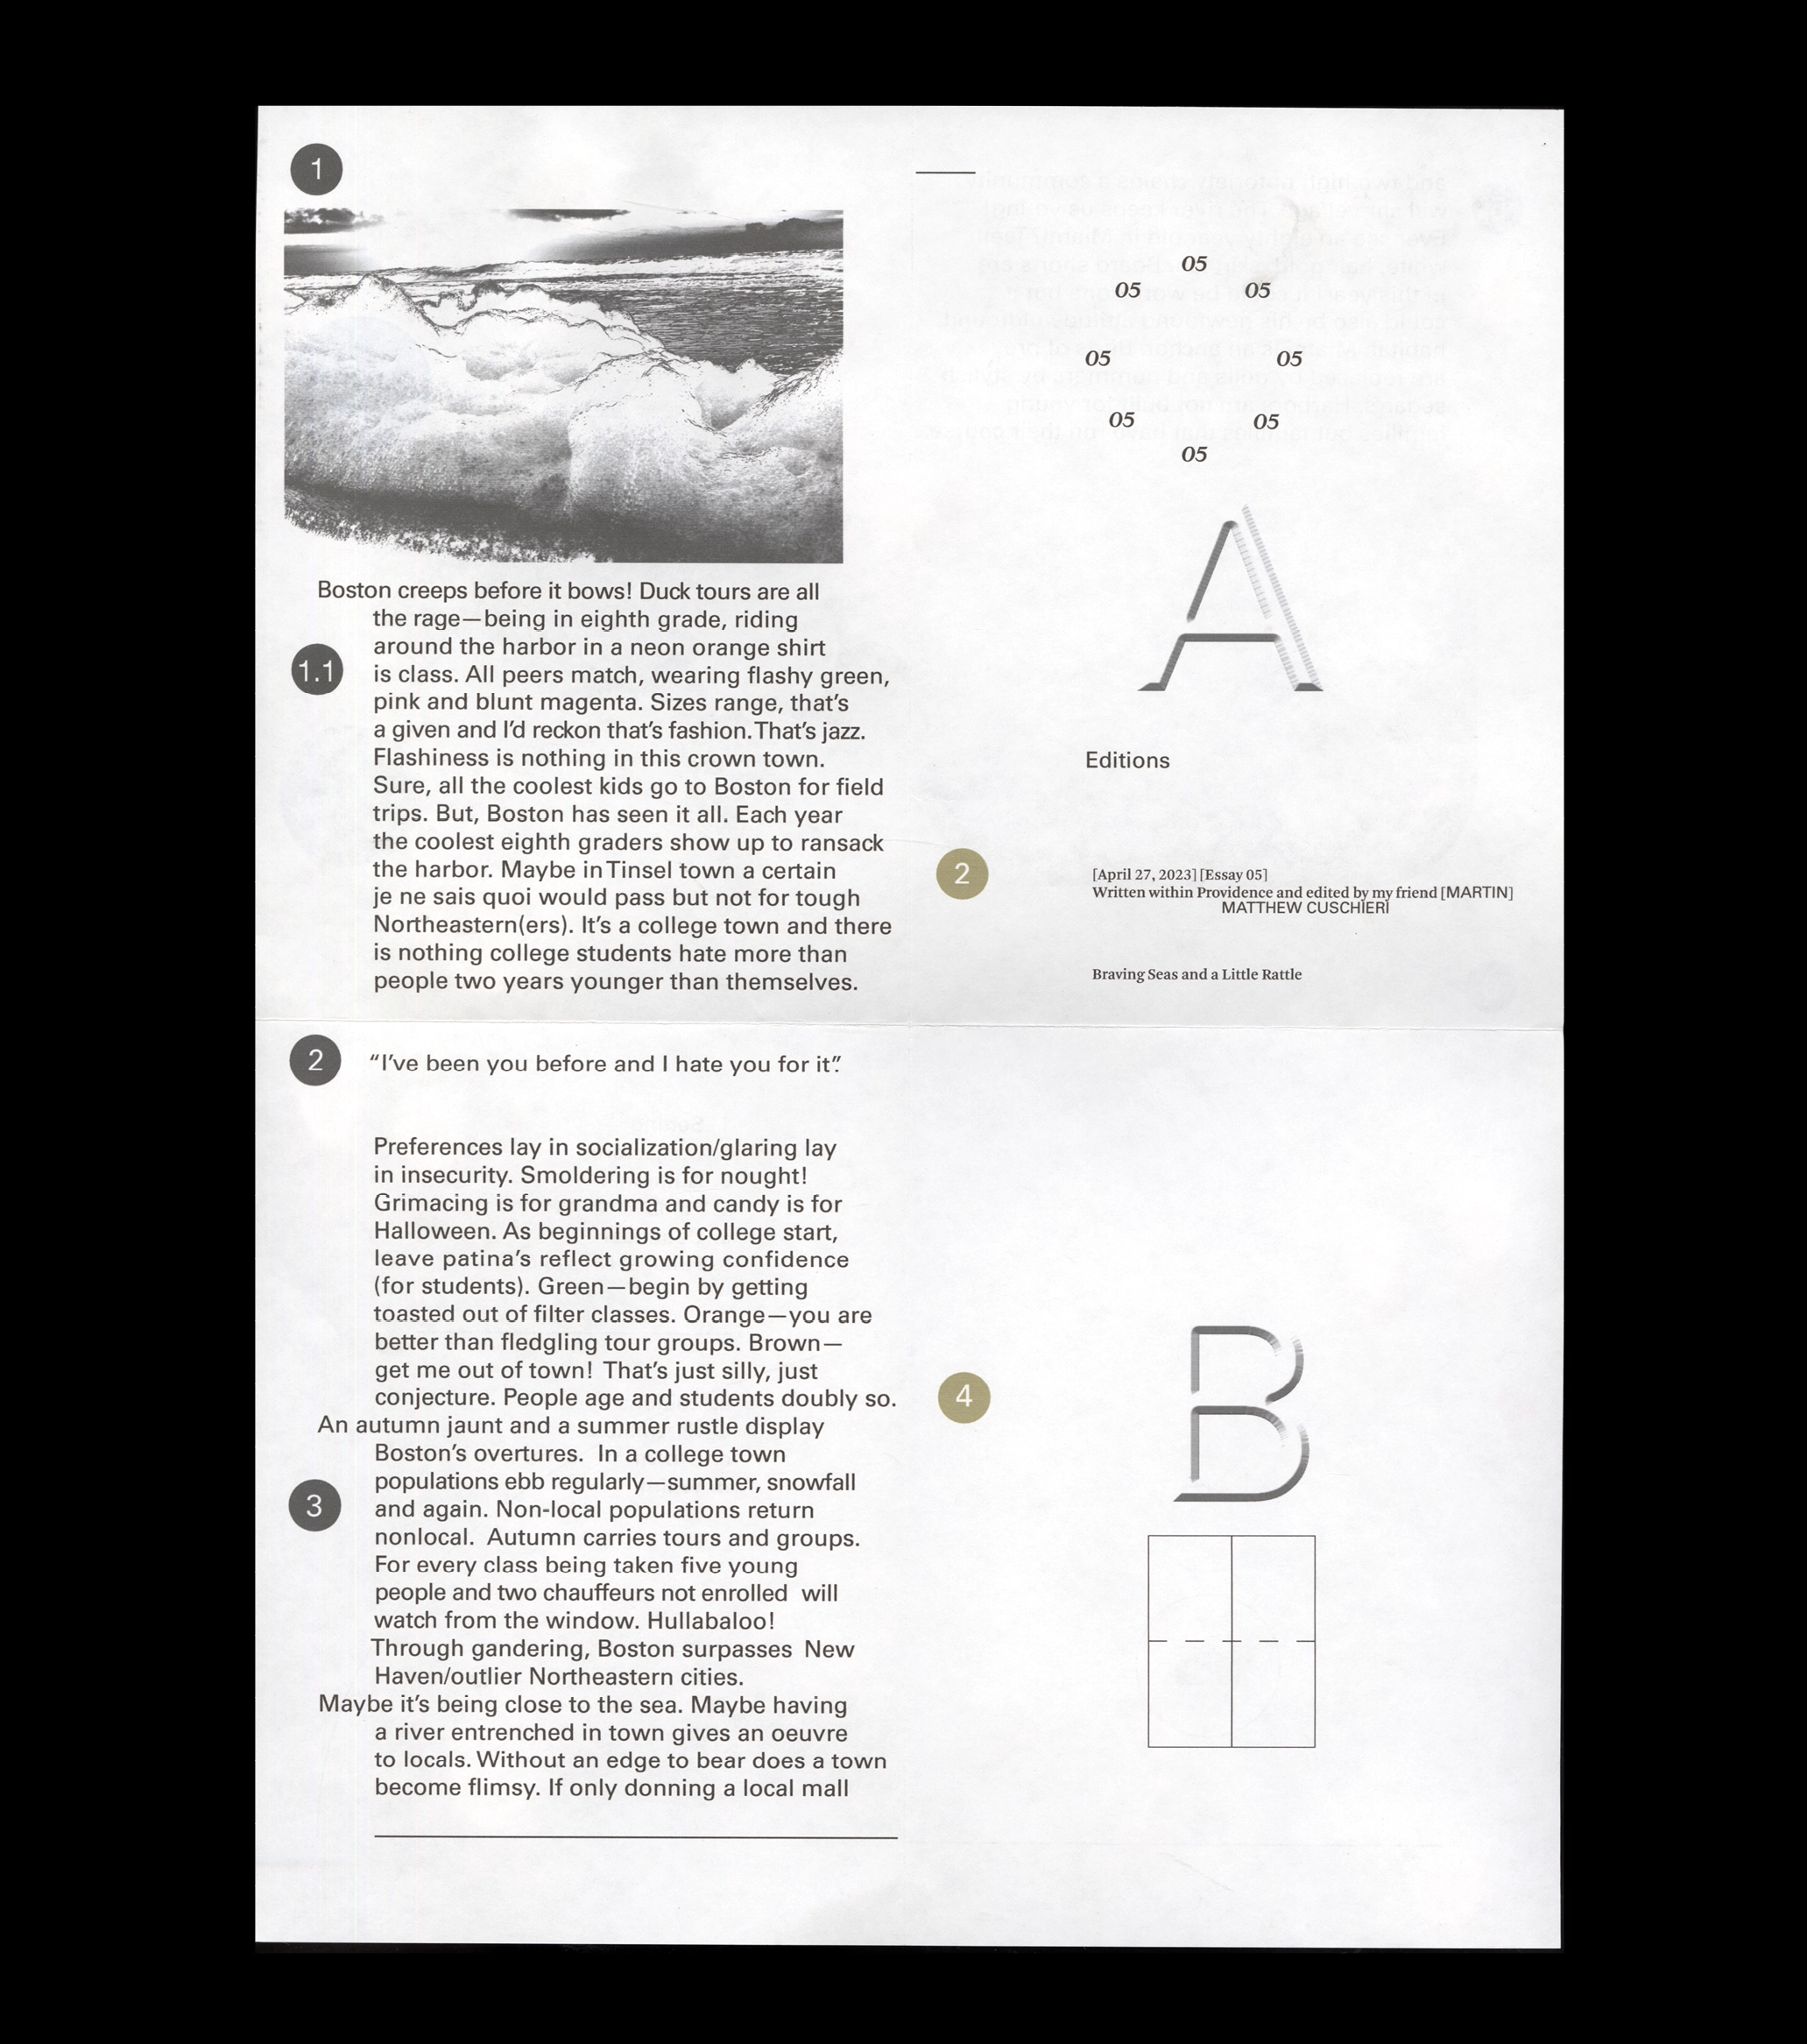 1
Boston creeps before it bows! Duck tours are all
the rage—being in eighth grade, riding
around the harbor in a neon orange shirt
1.1
is class. All peers match, wearing flashy green,
pink and blunt magenta. Sizes range, that's
a given and I'd reckon that's fashion. That's jazz.
Flashiness is nothing in this crown town.
Sure, all the coolest kids go to Boston for field
trips. But, Boston has seen it all. Each year
the coolest eighth graders show up to ransack
the harbor. Maybe in Tinsel town a certain
je ne sais quoi would pass but not for tough
Northeastern(ers). It's a college town and there
is nothing college students hate more than
people two years younger than themselves.
2
“I've been you before and I hate you for it”.
Preferences lay in socialization/glaring lay
in insecurity. Smoldering is for nought!
Grimacing is for grandma and candy is for
Halloween. As beginnings of college start,
leave patina's reflect growing confidence
(for students). Green—begin by getting
toasted out of filter classes. Orange—you are
better than fledgling tour groups. Brown—
get me out of town! That's just silly, just
conjecture. People age and students doubly so.
An autumn jaunt and a summer rustle display
Boston's overtures. In a college town
populations ebb regularly—summer, snowfall
3
and again. Non-local populations return
nonlocal. Autumn carries tours and groups.
For every class being taken five young
people and two chauffeurs not enrolled will
watch from the window. Hullabaloo!
Through gandering, Boston surpasses New
Haven/outlier Northeastern cities.
Maybe it's being close to the sea. Maybe having
a river entrenched in town gives an oeuvre
to locals. Without an edge to bear does a town
become flimsy. If only donning a local mall
05
05 05
05 05
05 05
05
A
Editions
2
[April 27, 2023] [Essay 05]
Written within Providence and edited by my friend [MARTIN]
MATTHEW CUSCHIERI
Braving Seas and a Little Rattle
4
B